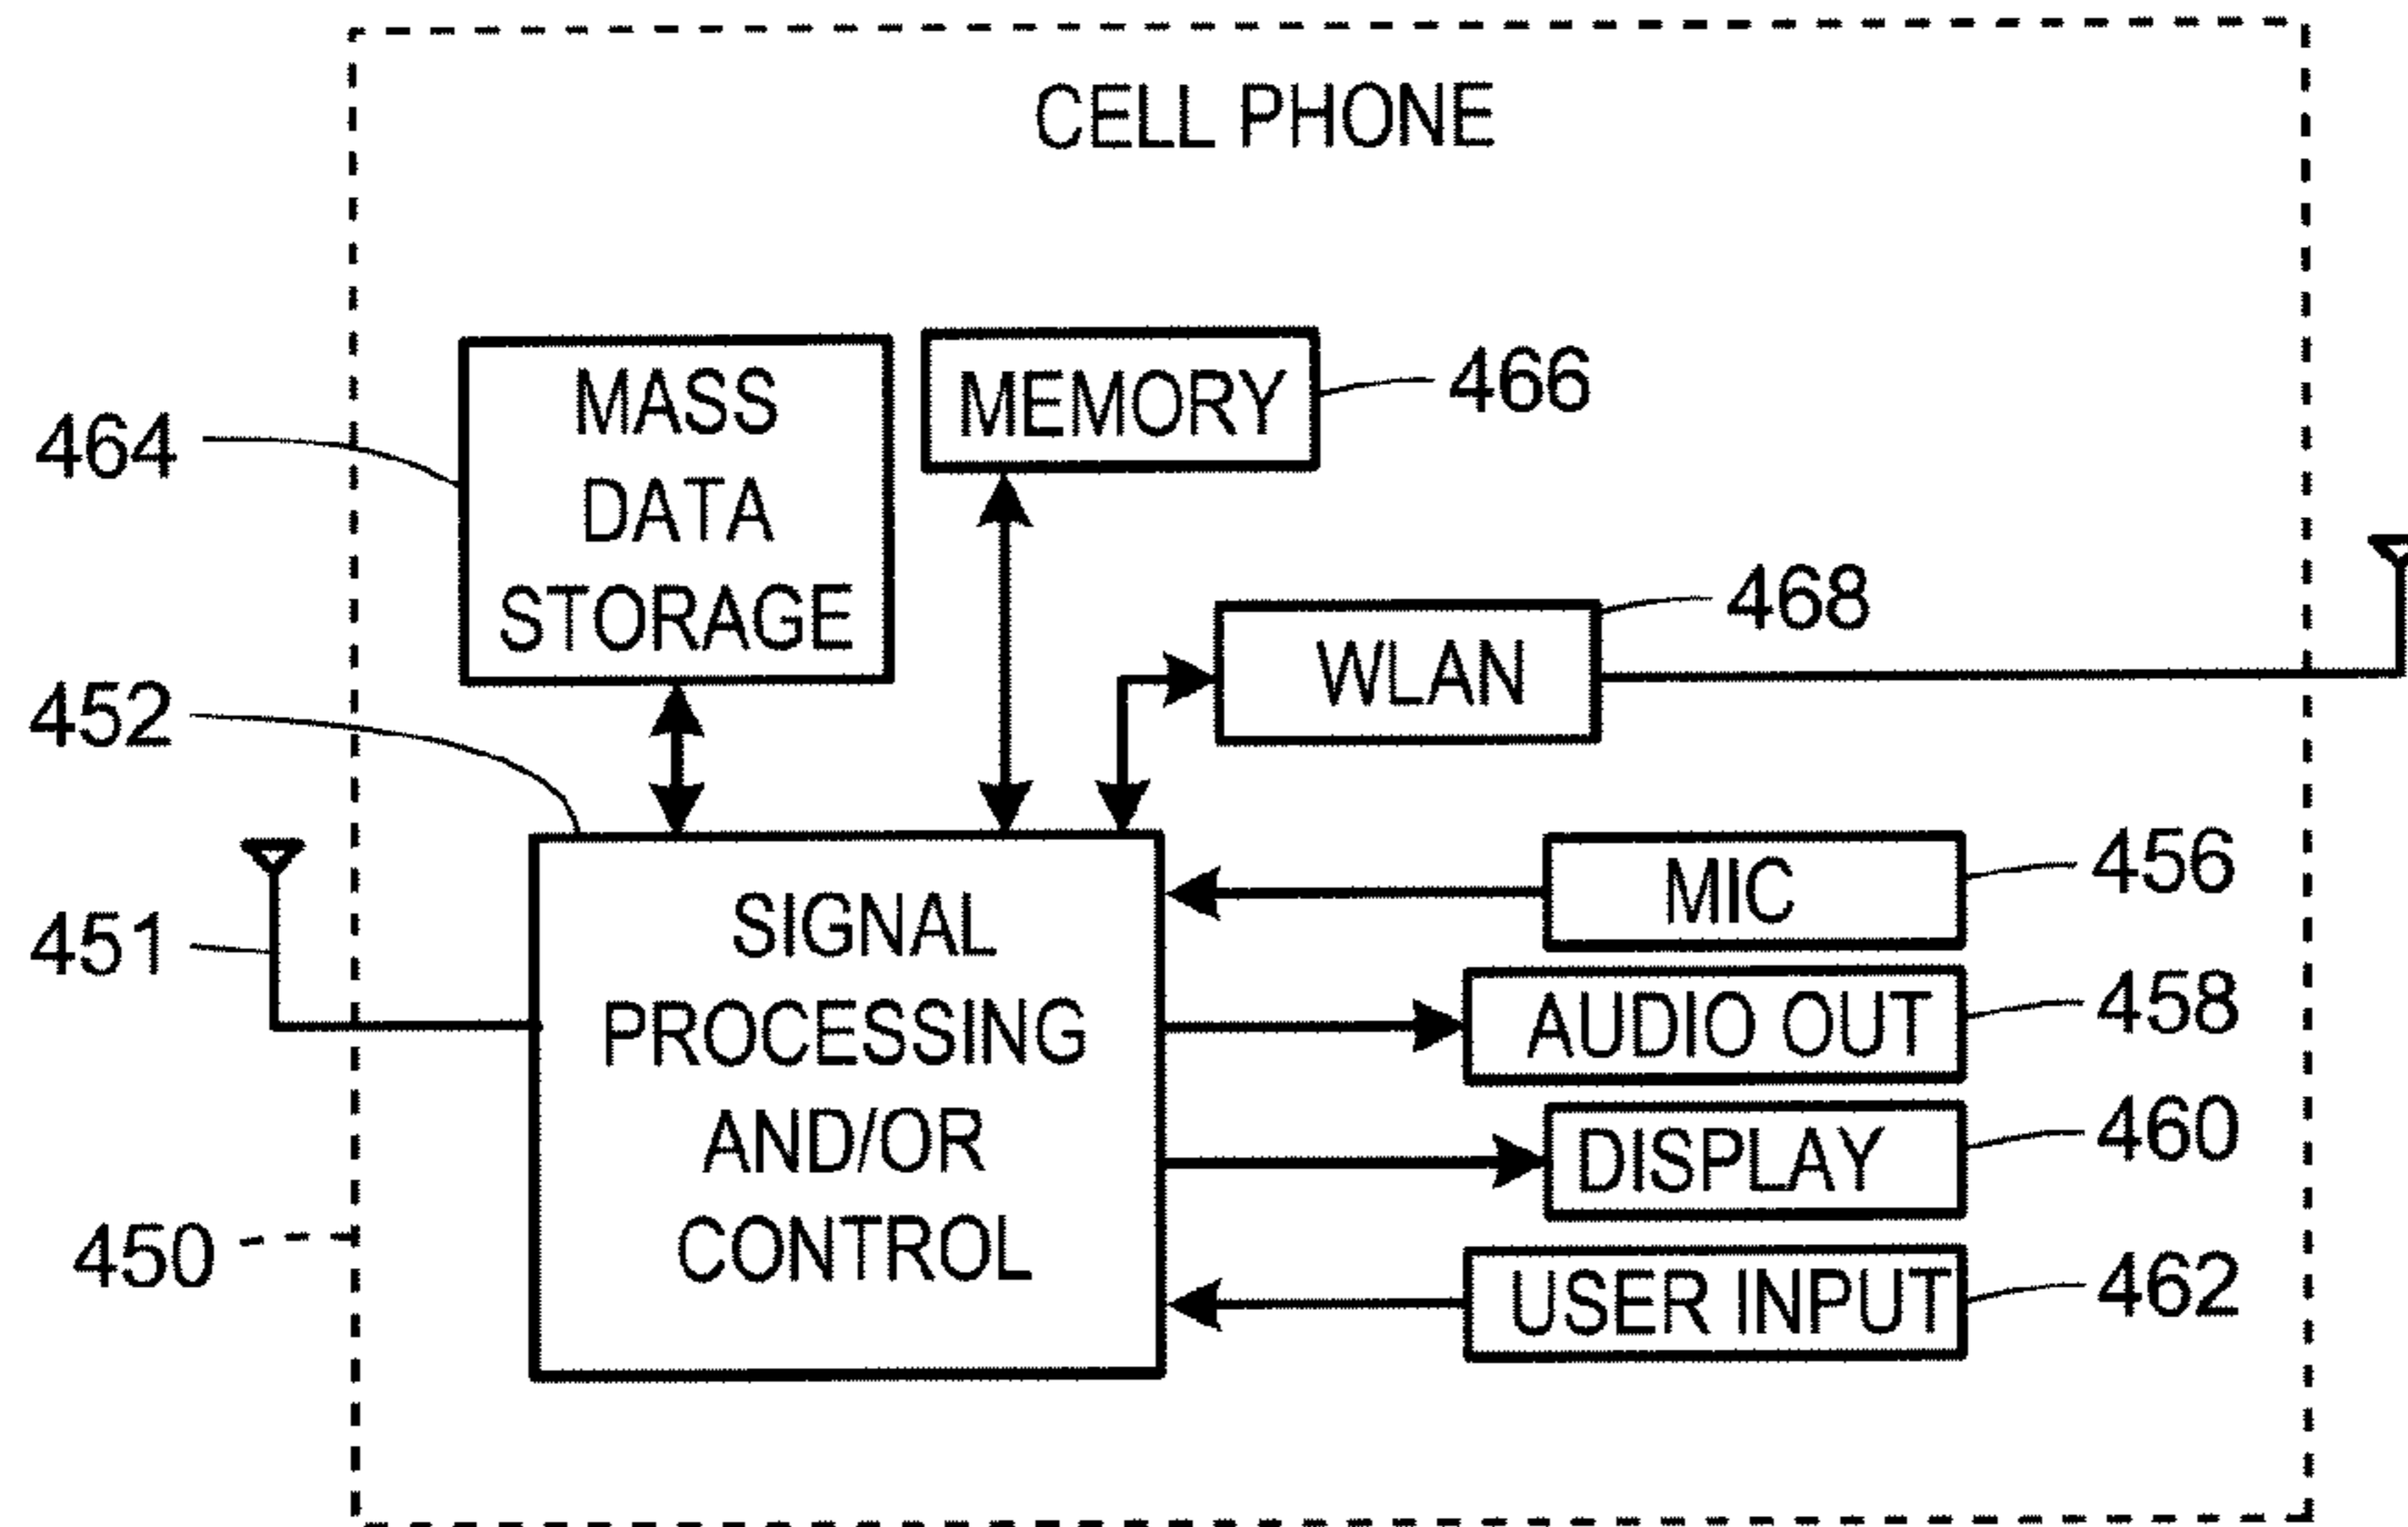 CELL PHONE
MASS
DATA
STORAGE
MEMORY
466
464
468
WLAN
452
MIC
456
SIGNAL
PROCESSING
AND/OR
CONTROL
451
AUDIO OUT
458
DISPLAY
460
450
USER INPUT
462